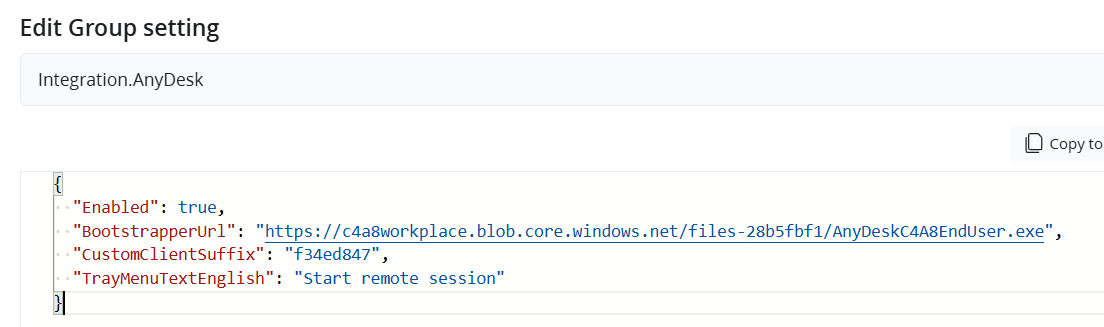 Edit Group setting
Integration.AnyDesk
Copy to
{
"Enabled": true,
"BootstrapperUrl": "https://c4a8workplace.blob.core.windows.net/files-28b5fbf1/AnyDeskC4A8EndUser.exe",
"CustomClientSuffix": "f34ed847",
"TrayMenuTextEnglish": "Start remote session"
}